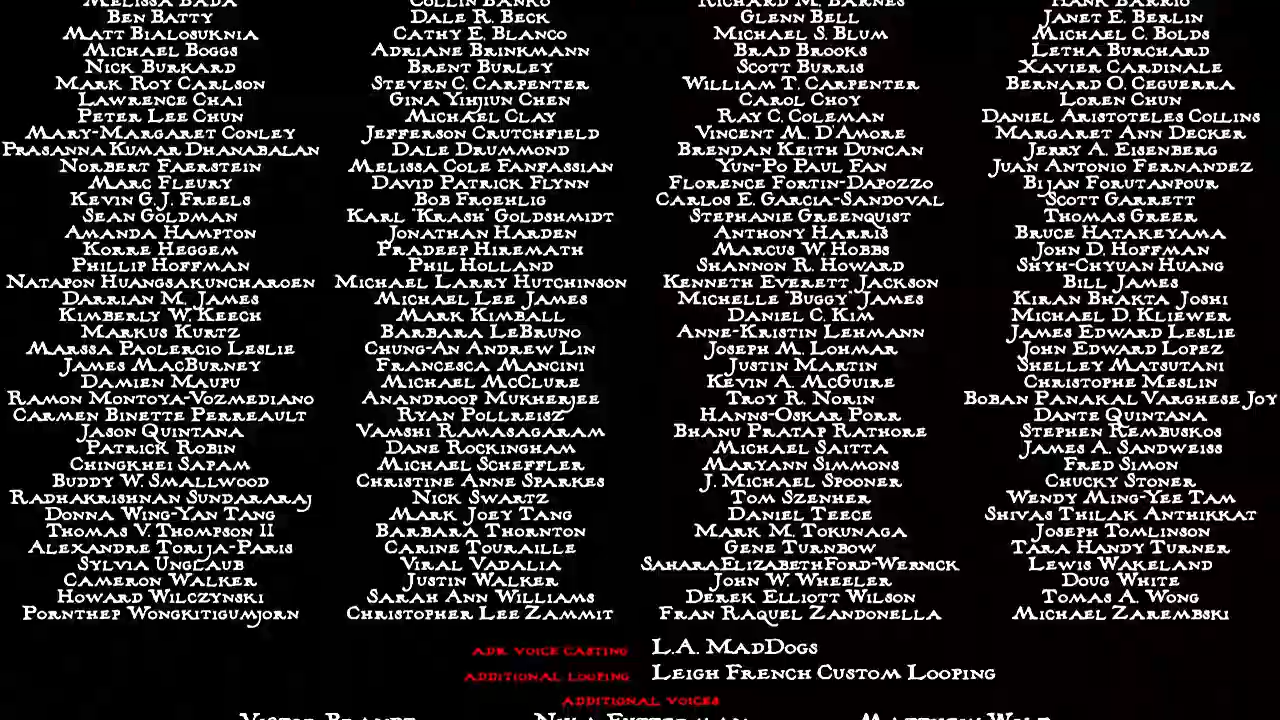 Melissa Bada Collin Banko Richard M. Barnes Hank Barrio
Ben Batty Dale R. Beck Glenn Bell Janet E. Berlin
Matt Bialosuknia Cathy E. Blanco Michael S. Blum Michael C. Bolds
Michael Boggs Adriane Brinkmann Brad Brooks Letha Burchard
Nick Burkard Brent Burley Scott Burris Xavier Cardinale
Mark Roy Carlson Steven C. Carpenter William T. Carpenter Bernard O. Ceguerra
Lawrence Chai Gina Yihjiun Chen Carol Choy Loren Chun
Peter Lee Chun Michael Clay Ray C. Coleman Daniel Aristoteles Collins
Mary-Margaret Conley Jefferson Crutchfield Vincent M. D'Amore Margaret Ann Decker
Prasanna Kumar Dhanabalan Dale Drummond Brendan Keith Duncan Jerry A. Eisenberg
Norbert Faerstein Melissa Cole Fanfassian Yun-Po Paul Fan Juan Antonio Fernandez
Marc Fleury David Patrick Flynn Florence Fortin-Dapozzo Bijan Forutanpour
Kevin G.J. Freels Bob Froehlig Carlos E. Garcia-Sandoval Scott Garrett
Sean Goldman Karl "Krash" Goldshmidt Stephanie Greenquist Thomas Greer
Amanda Hampton Jonathan Harden Anthony Harris Bruce Hatakeyama
Korre Heggem Pradeep Hiremath Marcus W. Hobbs John D. Hoffman
Phillip Hoffman Phil Holland Shannon R. Howard Shyh-Chyuan Huang
Natapon Huangsakuncharoen Michael Larry Hutchinson Kenneth Everett Jackson Bill James
Darrian M. James Michael Lee James Michelle "Buggy" James Kiran Bhakta Joshi
Kimberly W. Keech Mark Kimball Daniel C. Kim Michael D. Kliewer
Markus Kurtz Barbara LeBruno Anne-Kristin Lehmann James Edward Leslie
Marssa Paolercio Leslie Chung-An Andrew Lin Joseph M. Lohmar John Edward Lopez
James MacBurney Francesca Mancini Justin Martin Shelley Matsutani
Damien Maupu Michael McClure Kevin A. McGuire Christophe Meslin
Ramon Montoya-Vozmediano Anandroop Mukherjee Troy R. Norin Boban Panakal Varghese Joy
Carmen Binette Perreault Ryan Pollreisz Hanns-Oskar Porr Dante Quintana
Jason Quintana Vamshi Ramasagaram Bhanu Pratap Rathore Stephen Rembuskos
Patrick Robin Dane Rockingham Michael Saitta James A. Sandweiss
Chingkhei Sapam Michael Scheffler Maryann Simmons Fred Simon
Buddy W. Smallwood Christine Anne Sparkes J. Michael Spooner Chucky Stoner
Radhakrishnan Sundararaj Nick Swartz Tom Szenher Wendy Ming-Yee Tam
Donna Wing-Yan Tang Mark Joey Tang Daniel Teece Shivas Thilak Anthikkat
Thomas V. Thompson II Barbara Thornton Mark M. Tokunaga Joseph Tomlinson
Alexandre Torija-Paris Carine Touraille Gene Turnbow Tara Handy Turner
Sylvia Unglaub Viral Vadalia SaharaElizabethFord-Wernick Lewis Wakeland
Cameron Walker Justin Walker John W. Wheeler Doug White
Howard Wilczynski Sarah Ann Williams Derek Elliott Wilson Tomas A. Wong
Pornthep Wongkitigumjorn Christopher Lee Zammit Fran Raquel Zandonella Michael Zarembski
ADR Voice Casting L.A. MadDogs
Additional Looping Leigh French Custom Looping
Additional Voices